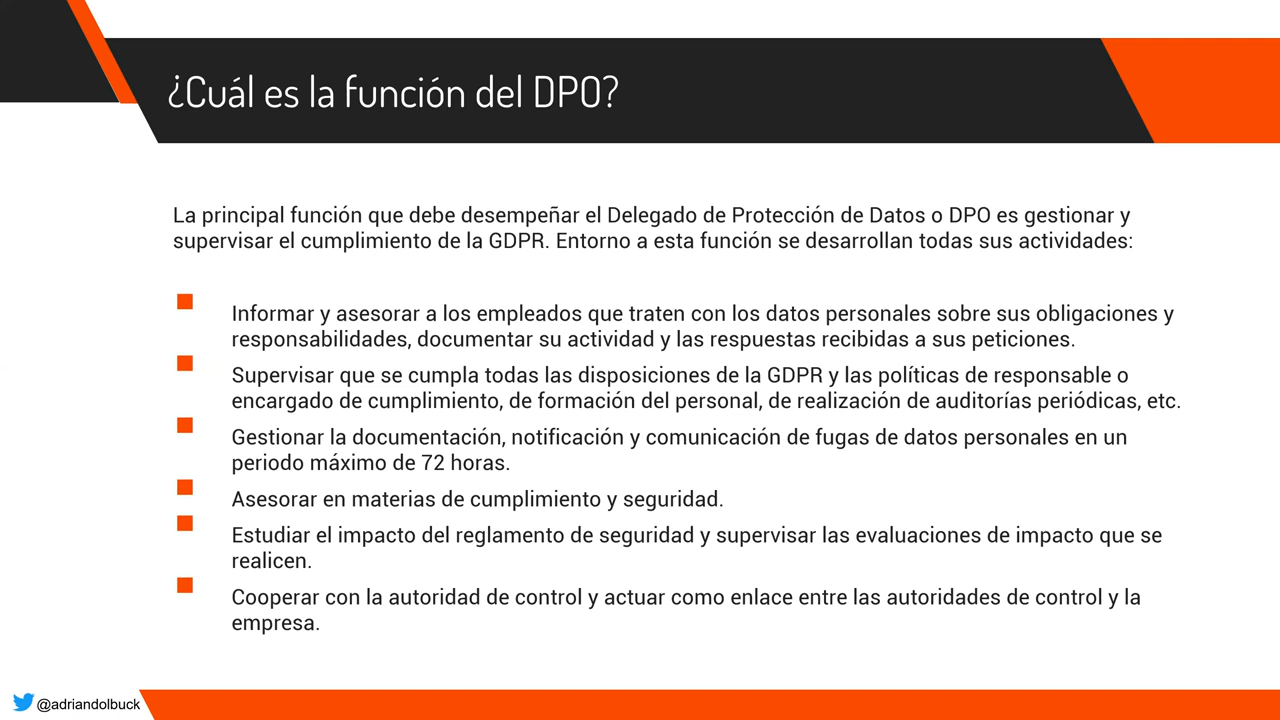 ¿Cuál es la función del DPO?
La principal función que debe desempeñar el Delegado de Protección de Datos o DPO es gestionar y
supervisar el cumplimiento de la GDPR. Entorno a esta función se desarrollan todas sus actividades:
Informar y asesorar a los empleados que traten con los datos personales sobre sus obligaciones y
responsabilidades, documentar su actividad y las respuestas recibidas a sus peticiones.
Supervisar que se cumpla todas las disposiciones de la GDPR y las políticas de responsable o
encargado de cumplimiento, de formación del personal, de realización de auditorías periódicas, etc.
Gestionar la documentación, notificación y comunicación de fugas de datos personales en un
periodo máximo de 72 horas.
Asesorar en materias de cumplimiento y seguridad.
Estudiar el impacto del reglamento de seguridad y supervisar las evaluaciones de impacto que se
realicen.
Cooperar con la autoridad de control y actuar como enlace entre las autoridades de control y la
empresa.
@adriandolbuck